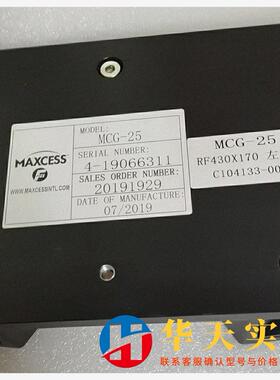 MODEL:
MCG-25
SERIAL NUMBER:
4-19066311
SALES ORDER NUMBER:
20191929
DATE OF MANUFACTURE:
07/2019
MAXCESS
WWW.MAXCESSINTL.COM
MCG-25
RF430X170 左
C104133-00
华天实
联系客服确认型号与价格